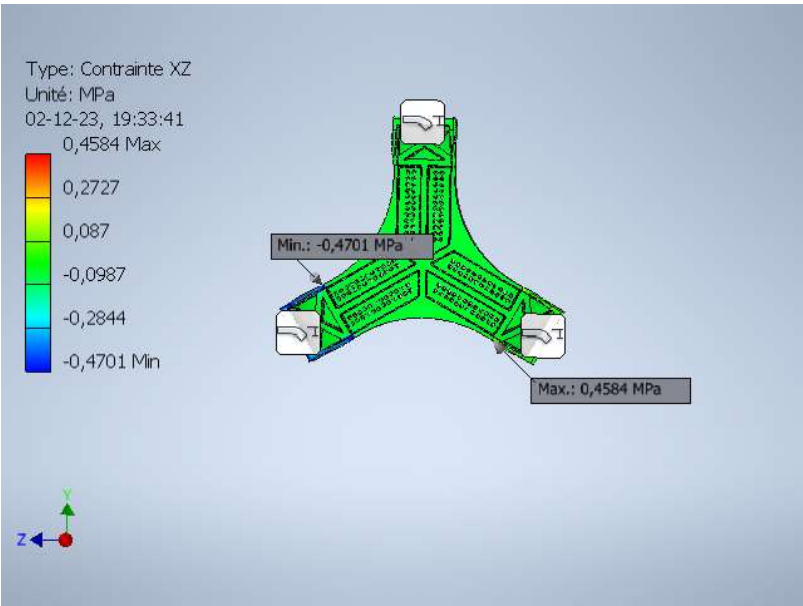 Type: Contrainte XZ
Unité: MPa
02-12-23, 19:33:41
0,4584 Max
0,2727
0,087
-0,0987
-0,2844
-0,4701 Min
Min.: -0,4701 MPa
Max.: 0,4584 MPa
Y
Z